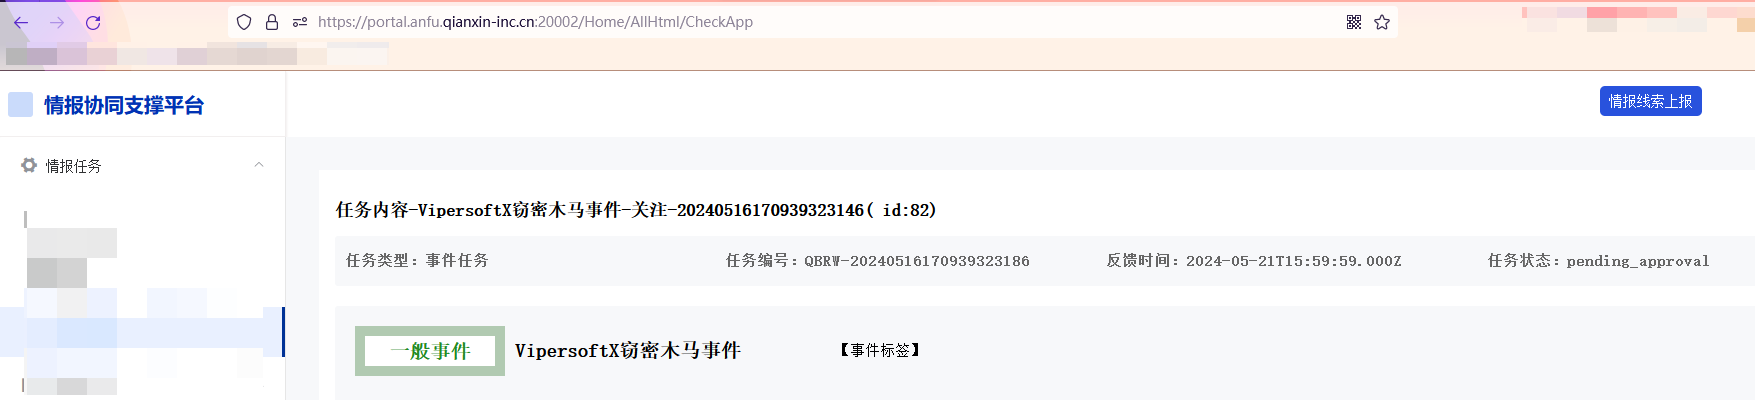 https://portal.anfu.qianxin-inc.cn:20002/Home/AllHtml/CheckApp
情报协同支撑平台
情报线索上报
情报任务
任务内容-VipersoftX窃密木马事件-关注-20240516170939323146( id:82)
任务类型：事件任务 任务编号：QBRW-20240516170939323186 反馈时间：2024-05-21T15:59:59.000Z 任务状态：pending_approval
一般事件 VipersoftX窃密木马事件 【事件标签】